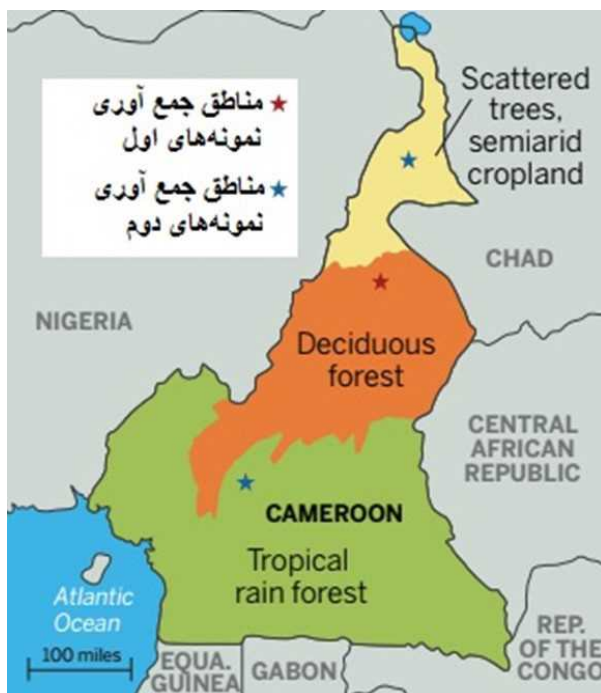 مناطق جمع آوری
نمونه‌های اول
مناطق جمع آوری
نمونه‌های دوم
Scattered
trees,
semiarid
cropland
CHAD
NIGERIA
Deciduous
forest
CENTRAL
AFRICAN
REPUBLIC
CAMEROON
Tropical
rain forest
Atlantic
Ocean
100 miles
EQUA.
GUINEA
GABON
REP.
OF THE
CONGO